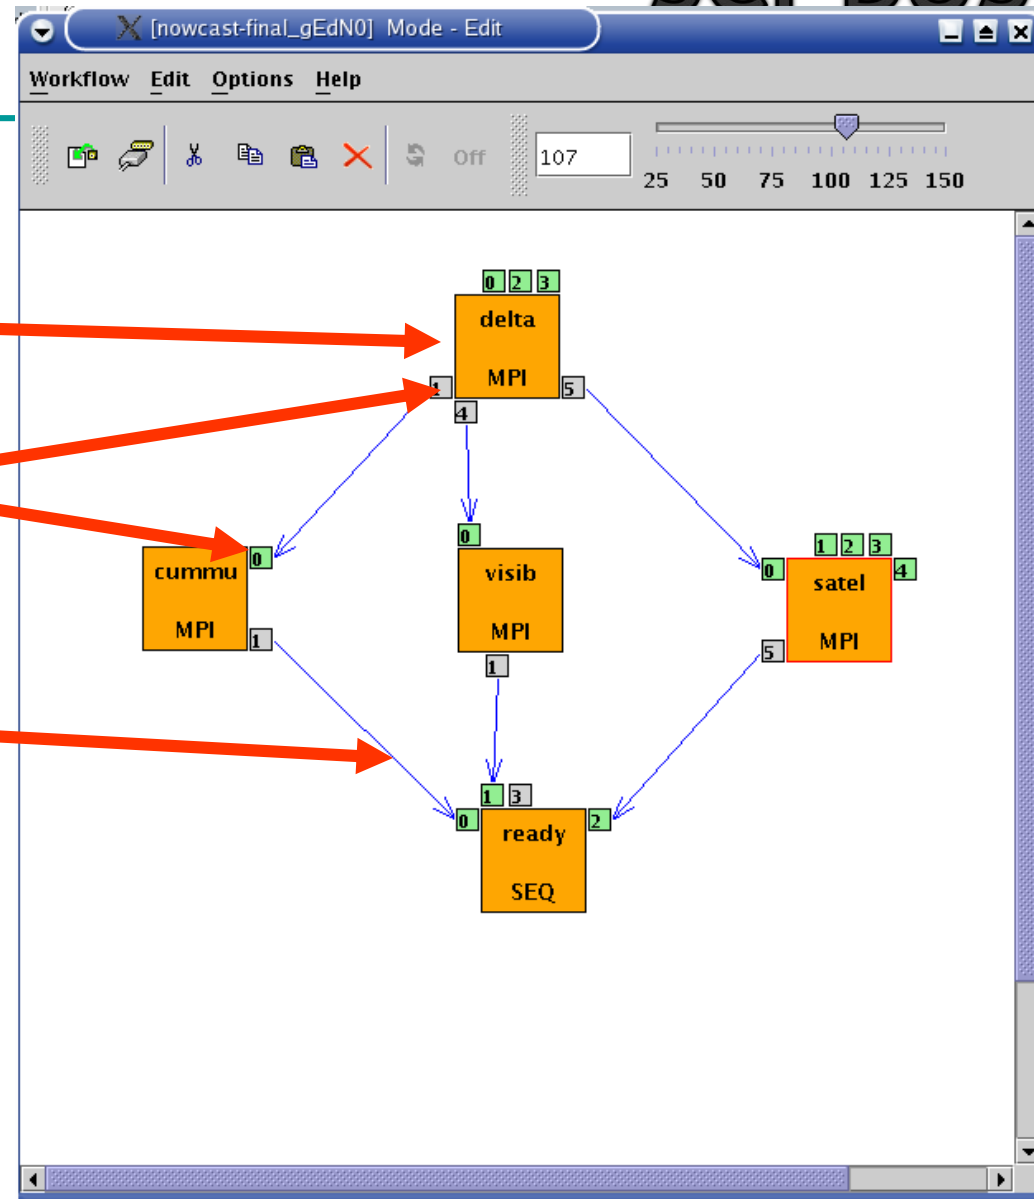 [nowcast-final_gEdN0] Mode - Edit
Workflow Edit Options Help
Off 107
25 50 75 100 125 150
0 2 3
delta
MPI
1 5
4
0
cummu
MPI
0
1
visib
MPI
1
1 2 3
0 4
satel
MPI
5
1 3
0 2
ready
SEQ